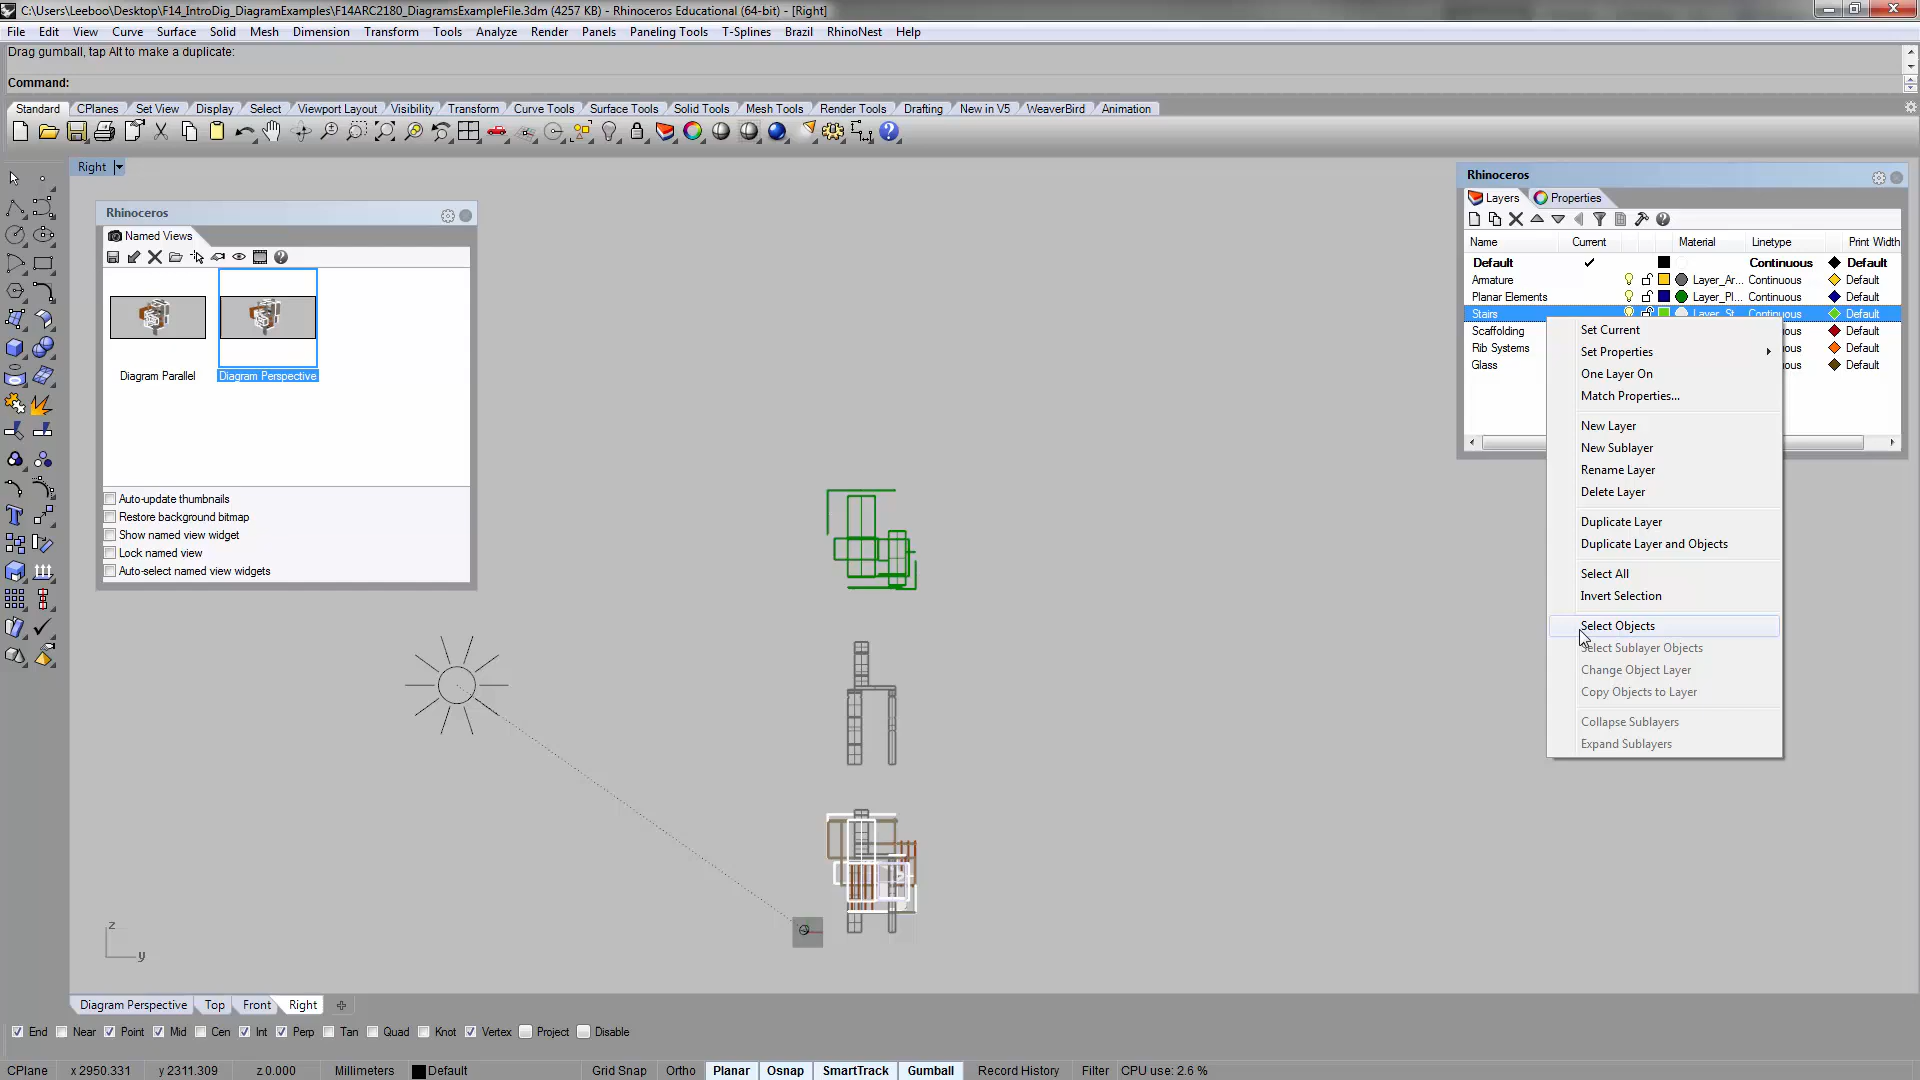 C:\Users\Leeboo\Desktop\F14_IntroDig_DiagramExamples\F14ARC2180_DiagramsExampleFile.3dm (4257 KB) - Rhinoceros Educational (64-bit) - [Right]
File Edit View Curve Surface Solid Mesh Dimension Transform Tools Analyze Render Panels Paneling Tools T-Splines Brazil RhinoNest Help
Drag gumball, tap Alt to make a duplicate:
Command:
Standard CPlanes Set View Display Select Viewport Layout Visibility Transform Curve Tools Surface Tools Solid Tools Mesh Tools Render Tools Drafting New in V5 WeaverBird Animation
Right
Rhinoceros
Named Views
Diagram Parallel Diagram Perspective
Auto-update thumbnails
Restore background bitmap
Show named view widget
Lock named view
Auto-select named view widgets
Rhinoceros
Layers Properties
Name Current Material Linetype Print Width
Default Continuous Default
Armature Layer_Ar... Continuous Default
Planar Elements Layer_Pl... Continuous Default
Stairs Layer_St... Continuous Default
Scaffolding uous Default
Rib Systems uous Default
Glass uous Default
Set Current
Set Properties
One Layer On
Match Properties...
New Layer
New Sublayer
Rename Layer
Delete Layer
Duplicate Layer
Duplicate Layer and Objects
Select All
Invert Selection
Select Objects
Select Sublayer Objects
Change Object Layer
Copy Objects to Layer
Collapse Sublayers
Expand Sublayers
z
y
Diagram Perspective Top Front Right
End Near Point Mid Cen Int Perp Tan Quad Knot Vertex Project Disable
CPlane x 2950.331 y 2311.309 z 0.000 Millimeters Default Grid Snap Ortho Planar Osnap SmartTrack Gumball Record History Filter CPU use: 2.6 %